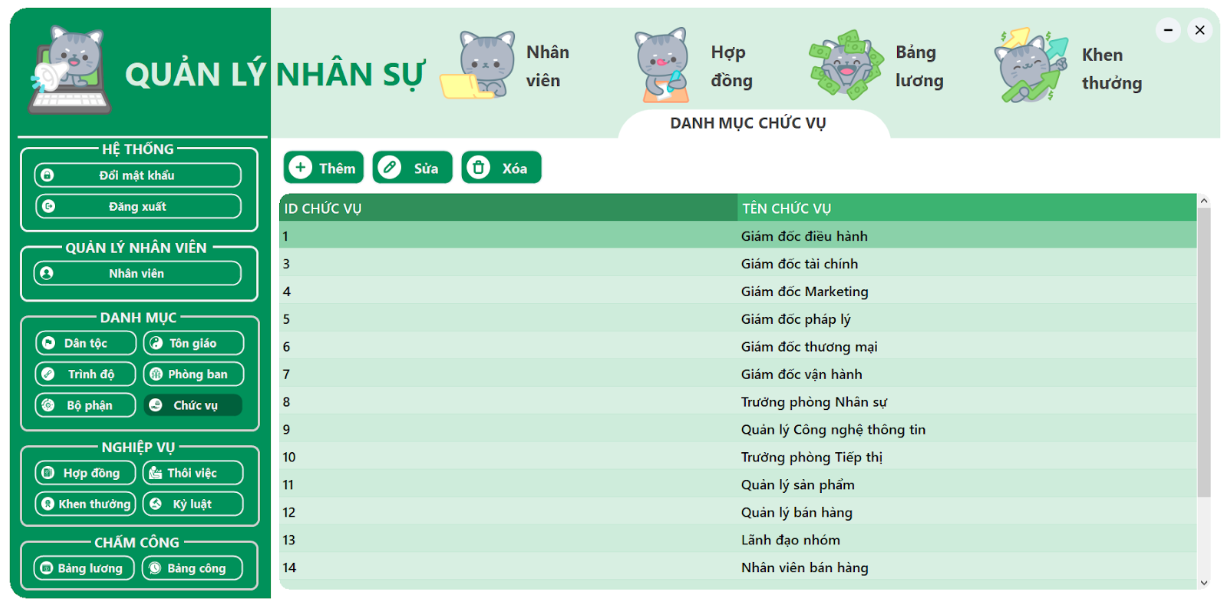 QUẢN LÝ NHÂN SỰ
Nhân
viên
Hợp
đồng
Bảng
lương
Khen
thưởng
DANH MỤC CHỨC VỤ
HỆ THỐNG
Đổi mật khẩu
Đăng xuất
QUẢN LÝ NHÂN VIÊN
Nhân viên
DANH MỤC
Dân tộc
Tôn giáo
Trình độ
Phòng ban
Bộ phận
Chức vụ
NGHIỆP VỤ
Hợp đồng
Thôi việc
Khen thưởng
Kỷ luật
CHẤM CÔNG
Bảng lương
Bảng công
Thêm
Sửa
Xóa
ID CHỨC VỤ TÊN CHỨC VỤ
1 Giám đốc điều hành
3 Giám đốc tài chính
4 Giám đốc Marketing
5 Giám đốc pháp lý
6 Giám đốc thương mại
7 Giám đốc vận hành
8 Trưởng phòng Nhân sự
9 Quản lý Công nghệ thông tin
10 Trưởng phòng Tiếp thị
11 Quản lý sản phẩm
12 Quản lý bán hàng
13 Lãnh đạo nhóm
14 Nhân viên bán hàng